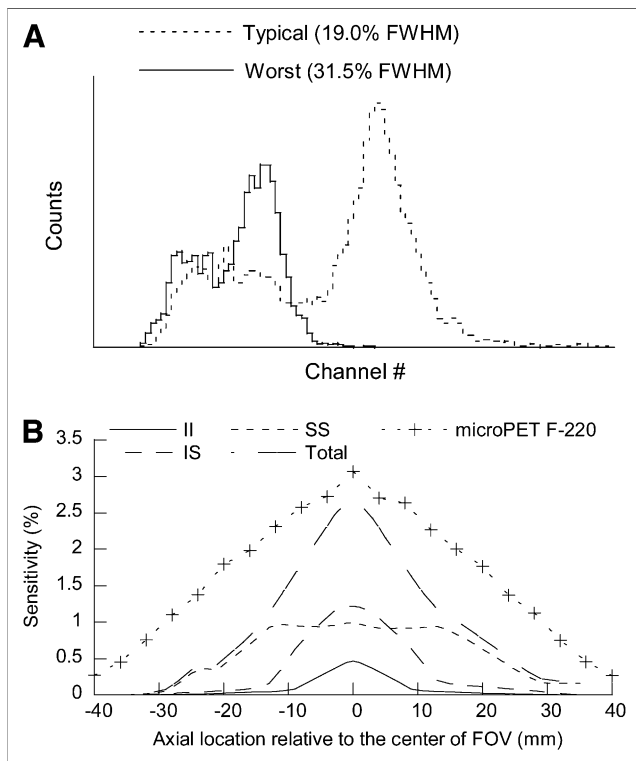 A
Typical (19.0% FWHM)
Worst (31.5% FWHM)
Counts
Channel #
B
II SS microPET F-220
IS Total
3.5
3
2.5
2
1.5
1
0.5
0
Sensitivity (%)
-40 -30 -20 -10 0 10 20 30 40
Axial location relative to the center of FOV (mm)